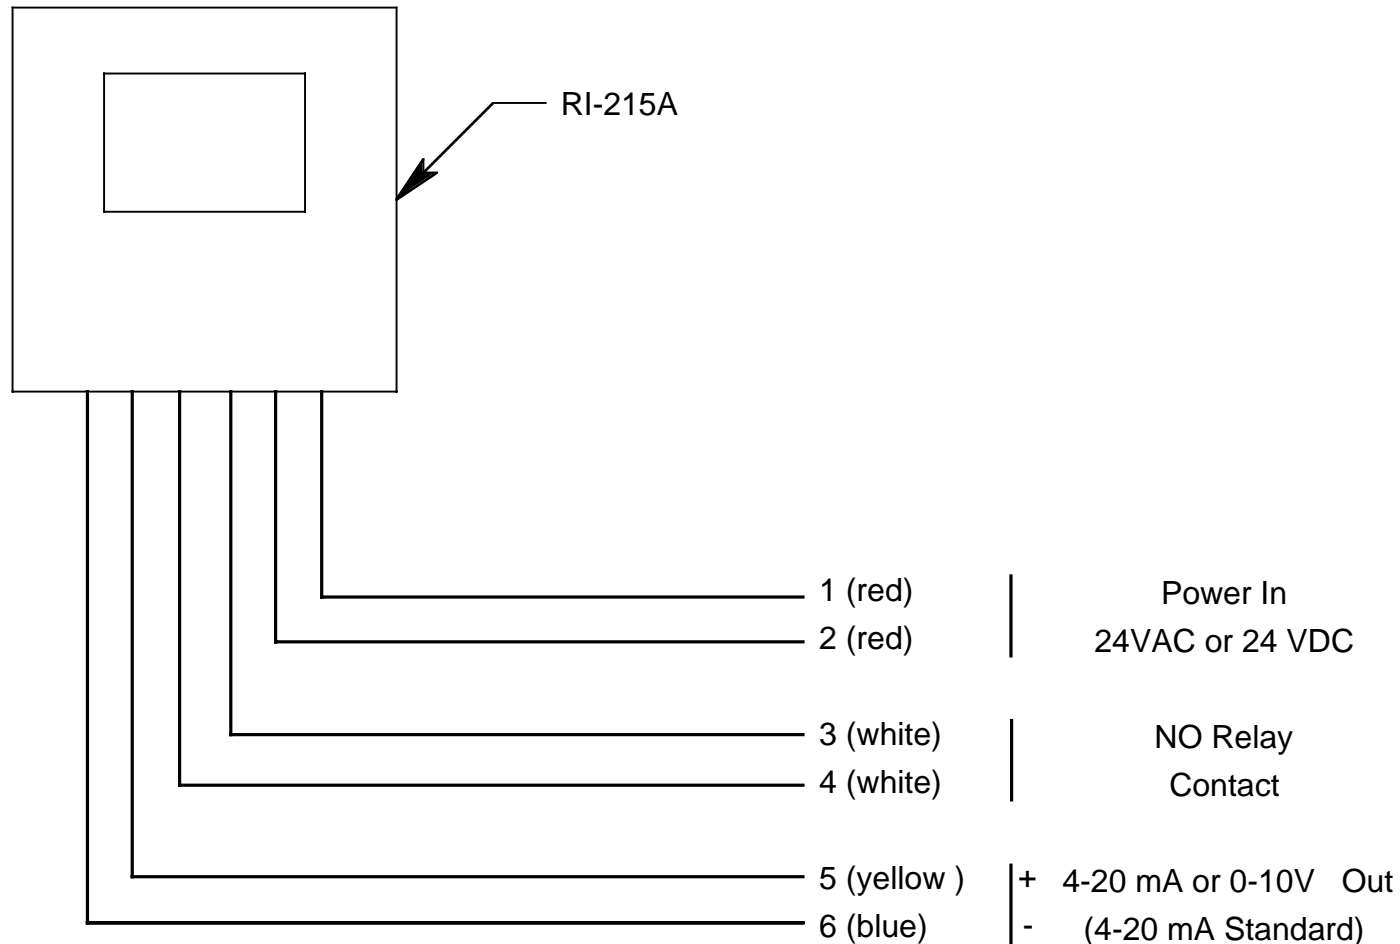 RI-215A
1 (red)
Power In
2 (red)
24VAC or 24 VDC
3 (white)
NO Relay
4 (white)
Contact
5 (yellow )
+ 4-20 mA or 0-10V Out
6 (blue)
- (4-20 mA Standard)